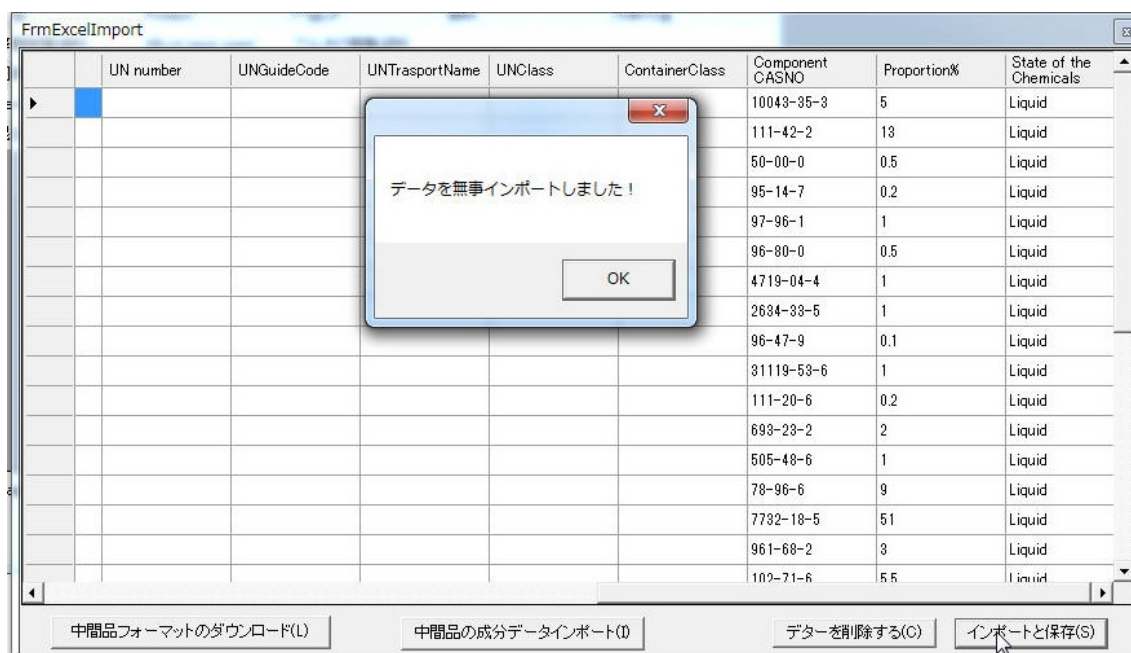 FrmExcelImport
UN number UNGuideCode UNTrasportName UNClass ContainerClass Component CASNO Proportion% State of the Chemicals
10043-35-3 5 Liquid
111-42-2 13 Liquid
50-00-0 0.5 Liquid
95-14-7 0.2 Liquid
97-96-1 1 Liquid
96-80-0 0.5 Liquid
4719-04-4 1 Liquid
2634-33-5 1 Liquid
96-47-9 0.1 Liquid
31119-53-6 1 Liquid
111-20-6 0.2 Liquid
693-23-2 2 Liquid
505-48-6 1 Liquid
78-96-6 9 Liquid
7732-18-5 51 Liquid
961-68-2 3 Liquid
102-71-6 5.5 Liquid
データを無事インポートしました！
OK
中間品フォーマットのダウンロード(L) 中間品の成分データインポート(I) デターを削除する(C) インポートと保存(S)